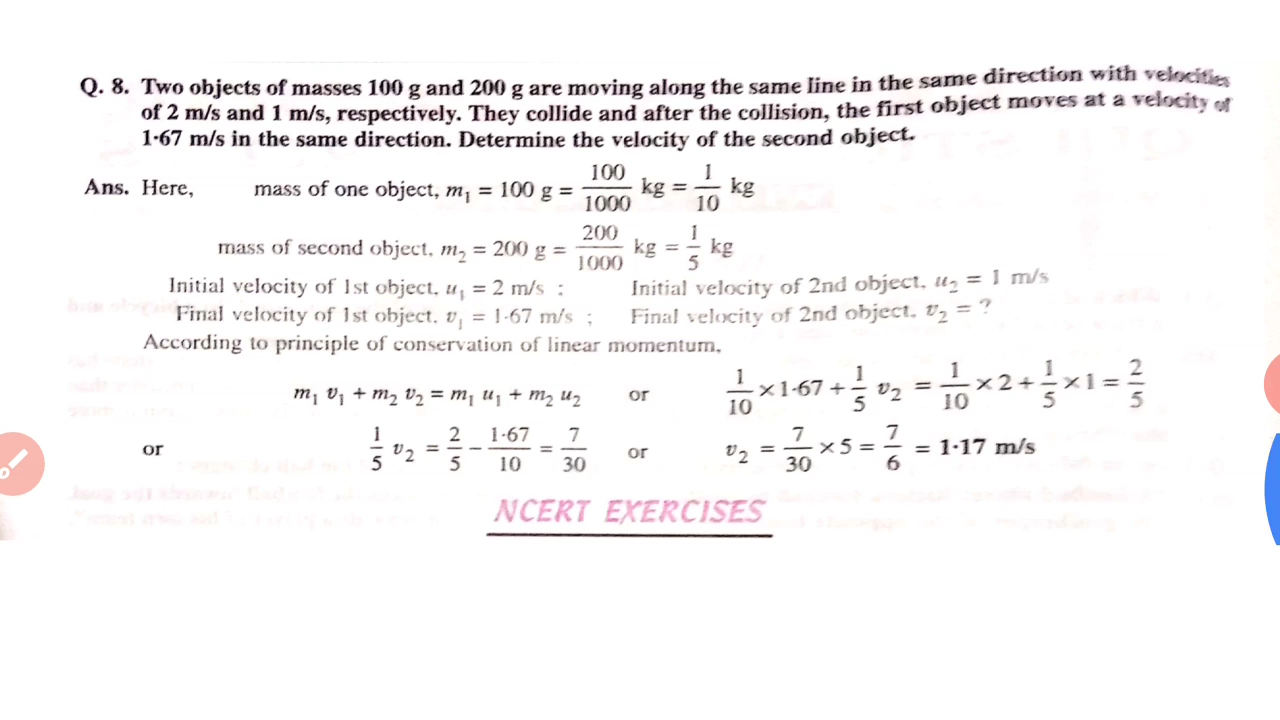 Q. 8. Two objects of masses 100 g and 200 g are moving along the same line in the same direction with velocities
of 2 m/s and 1 m/s, respectively. They collide and after the collision, the first object moves at a velocity of
1·67 m/s in the same direction. Determine the velocity of the second object.
Ans. Here, mass of one object, m₁ = 100 g = 100/1000 kg = 1/10 kg
mass of second object, m₂ = 200 g = 200/1000 kg = 1/5 kg
Initial velocity of 1st object, u₁ = 2 m/s ; Initial velocity of 2nd object, u₂ = 1 m/s
Final velocity of 1st object, v₁ = 1·67 m/s ; Final velocity of 2nd object, v₂ = ?
According to principle of conservation of linear momentum,
m₁ v₁ + m₂ v₂ = m₁ u₁ + m₂ u₂ or 1/10 × 1·67 + 1/5 v₂ = 1/10 × 2 + 1/5 × 1 = 2/5
or 1/5 v₂ = 2/5 − 1·67/10 = 7/30 or v₂ = 7/30 × 5 = 7/6 = 1·17 m/s
NCERT EXERCISES